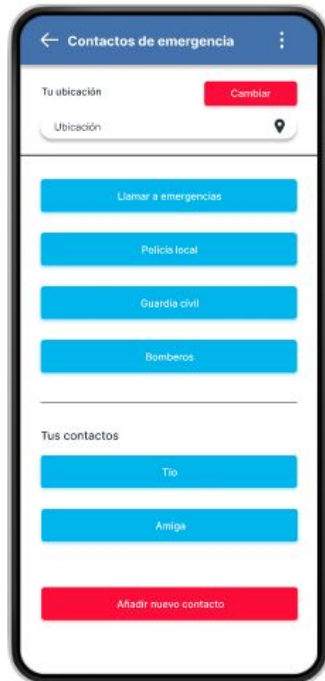 Contactos de emergencia
Tu ubicación
Cambiar
Ubicación
Llamar a emergencias
Policía local
Guardia civil
Bomberos
Tus contactos
Tío
Amiga
Añadir nuevo contacto